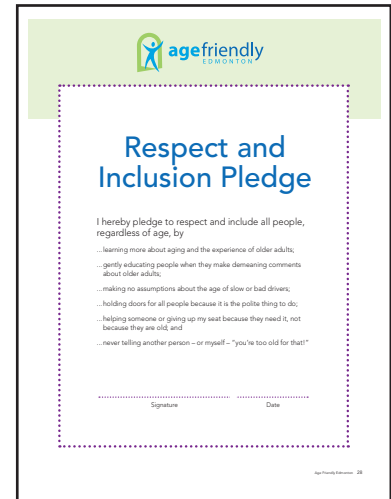 agefriendly
EDMONTON
Respect and
Inclusion Pledge
I hereby pledge to respect and include all people,
regardless of age, by
...learning more about aging and the experience of older adults;
...gently educating people when they make demeaning comments
about older adults;
...making no assumptions about the age of slow or bad drivers;
...holding doors for all people because it is the polite thing to do;
...helping someone or giving up my seat because they need it, not
because they are old; and
...never telling another person – or myself – "you're too old for that!"
Signature Date
Age Friendly Edmonton 28